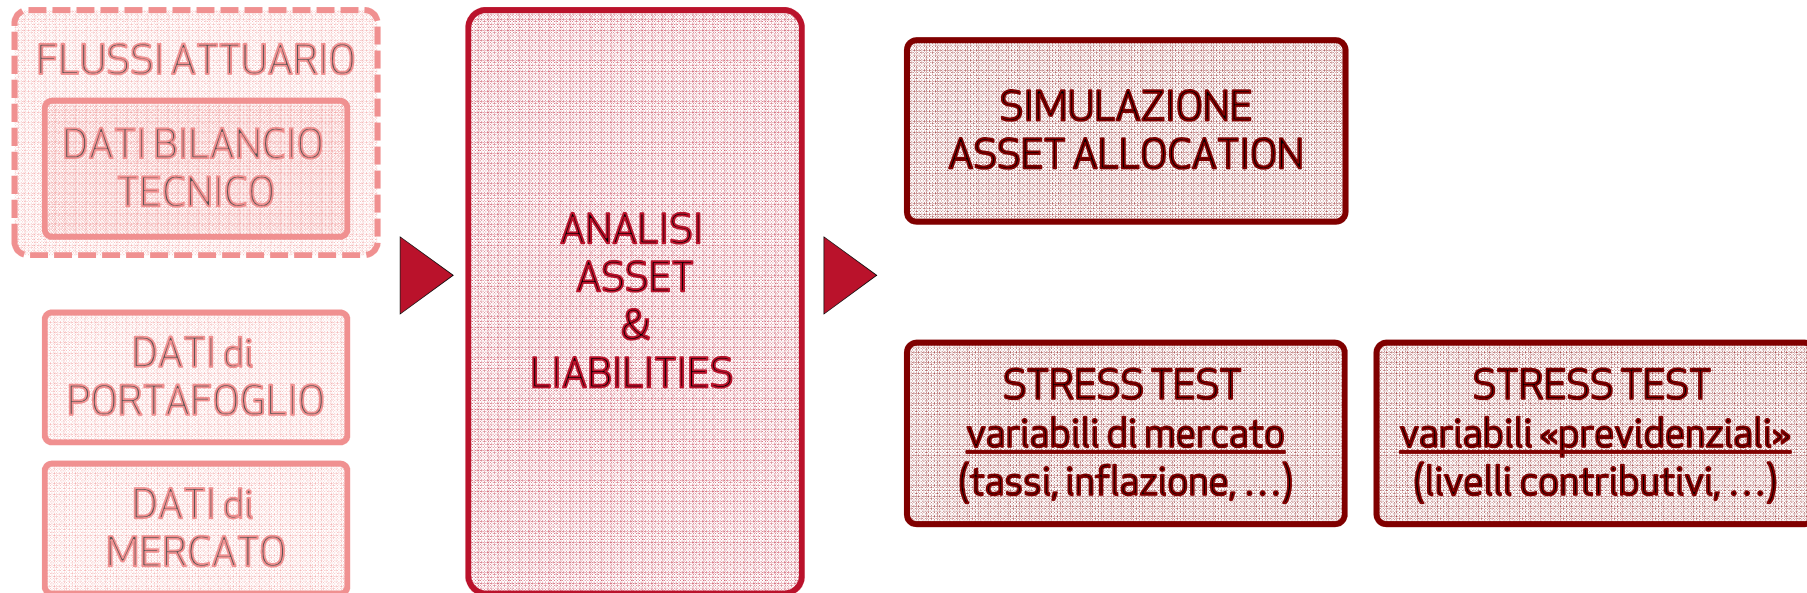 FLUSSI ATTUARIO
DATI BILANCIO
TECNICO
DATI di
PORTAFOGLIO
DATI di
MERCATO
ANALISI
ASSET
&
LIABILITIES
SIMULAZIONE
ASSET ALLOCATION
STRESS TEST
variabili di mercato
(tassi, inflazione, …)
STRESS TEST
variabili «previdenziali»
(livelli contributivi, …)